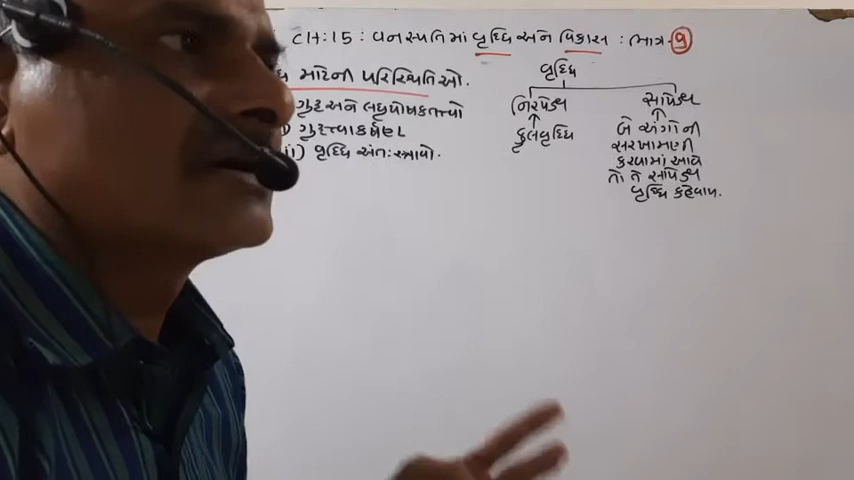 CH:15: વનસ્પતિમાં વૃદ્ધિ અને વિકાસ : ભાગ-૭
માટેની પરિસ્થિતિઓ.
ગુરુ અને લઘુપોષકતત્વો
ગુરુત્વાકર્ષણ
ii) વૃદ્ધિ અંતઃસ્ત્રાવો.
વૃદ્ધિ
નિરપેક્ષ
કુલવૃદ્ધિ
સાપેક્ષ
બે અંગોની
સરખામણી
કરવામાં આવે
તો તે સાપેક્ષ
વૃદ્ધિ કહેવાય.